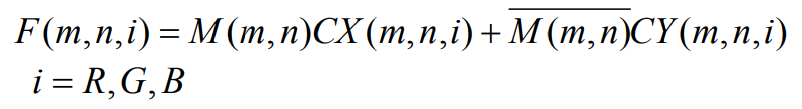 F(m,n,i) = M(m,n)CX(m,n,i) + \overline{M(m,n)}CY(m,n,i)
i = R,G,B